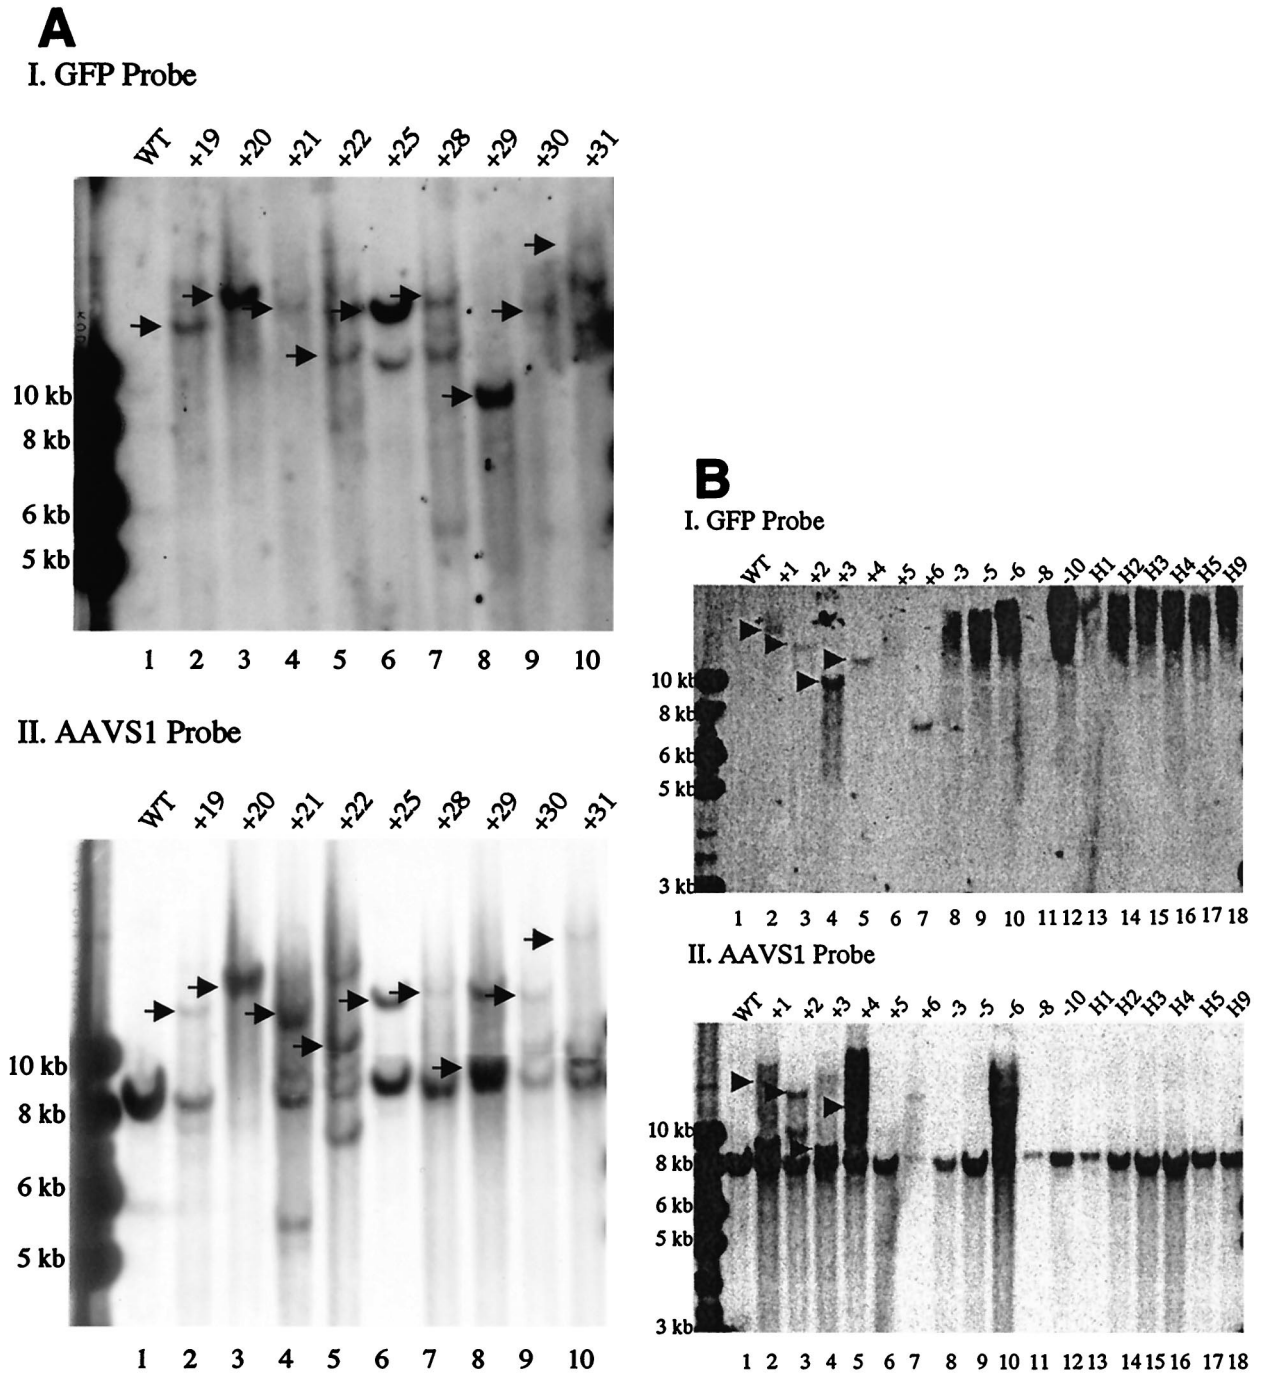 A
I. GFP Probe
WT +19 +20 +21 +22 +25 +28 +29 +30 +31
10 kb
8 kb
6 kb
5 kb
1 2 3 4 5 6 7 8 9 10
II. AAVS1 Probe
WT +19 +20 +21 +22 +25 +28 +29 +30 +31
10 kb
8 kb
6 kb
5 kb
1 2 3 4 5 6 7 8 9 10
B
I. GFP Probe
WT +1 +2 +3 +4 +5 +6 -3 -5 -6 -8 -10 H1 H2 H3 H4 H5 H9
10 kb
8 kb
6 kb
5 kb
3 kb
1 2 3 4 5 6 7 8 9 10 11 12 13 14 15 16 17 18
II. AAVS1 Probe
WT +1 +2 +3 +4 +5 +6 -3 -5 -6 -8 -10 H1 H2 H3 H4 H5 H9
10 kb
8 kb
6 kb
5 kb
3 kb
1 2 3 4 5 6 7 8 9 10 11 12 13 14 15 16 17 18